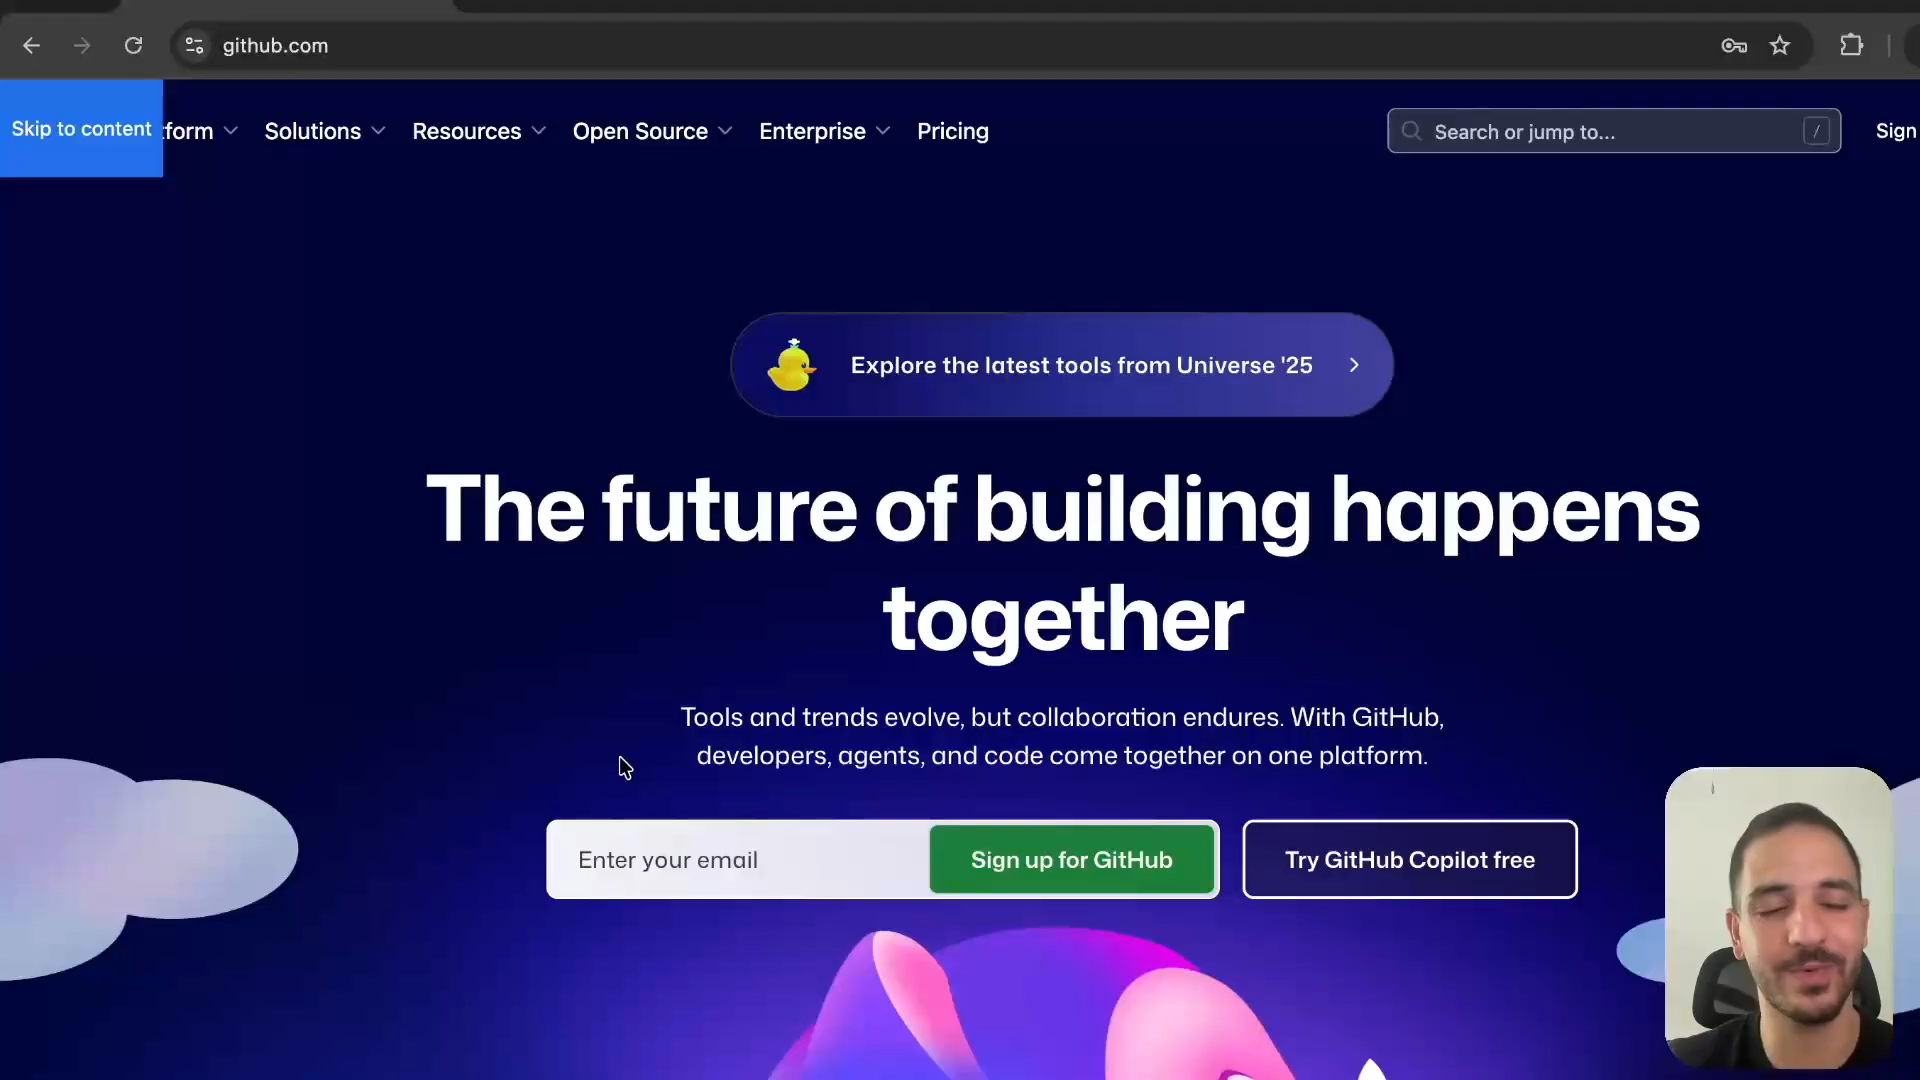 github.com
Skip to content
tform
Solutions
Resources
Open Source
Enterprise
Pricing
Search or jump to...
/
Sign
Explore the latest tools from Universe '25
The future of building happens
together
Tools and trends evolve, but collaboration endures. With GitHub,
developers, agents, and code come together on one platform.
Enter your email
Sign up for GitHub
Try GitHub Copilot free